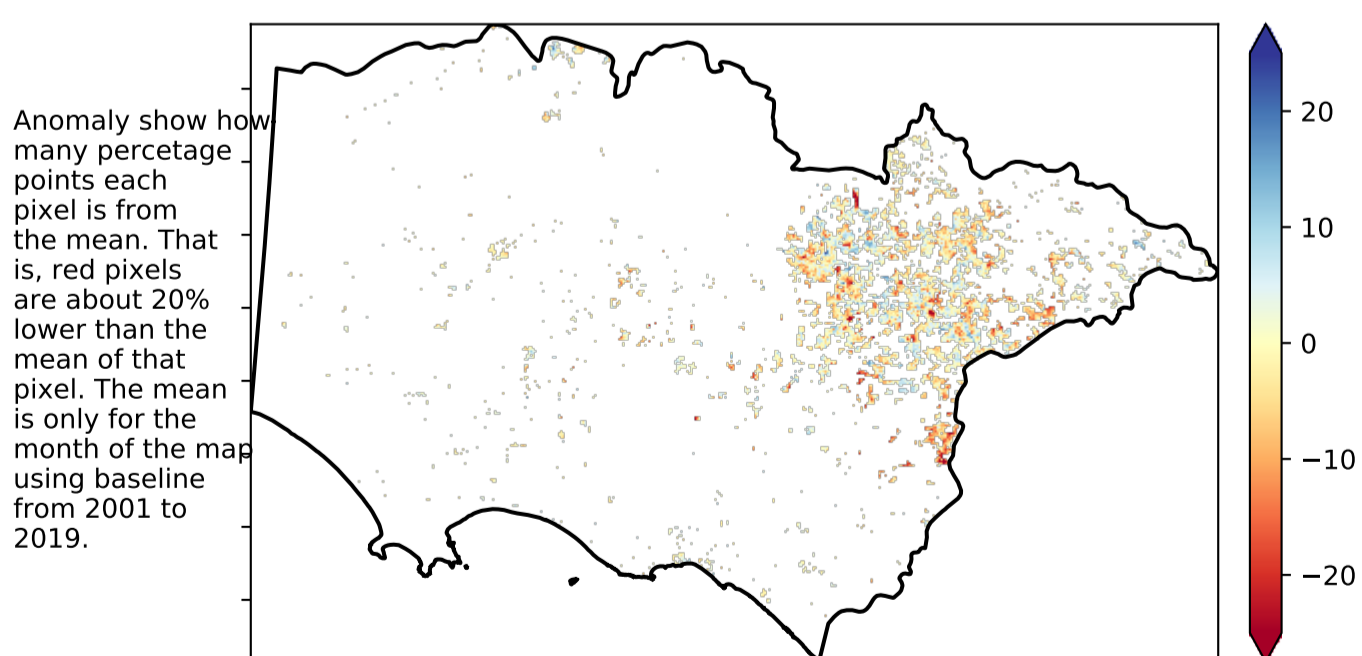 Anomaly show how
many percetage
points each
pixel is from
the mean. That
is, red pixels
are about 20%
lower than the
mean of that
pixel. The mean
is only for the
month of the map
using baseline
from 2001 to
2019.
20
10
0
−10
−20